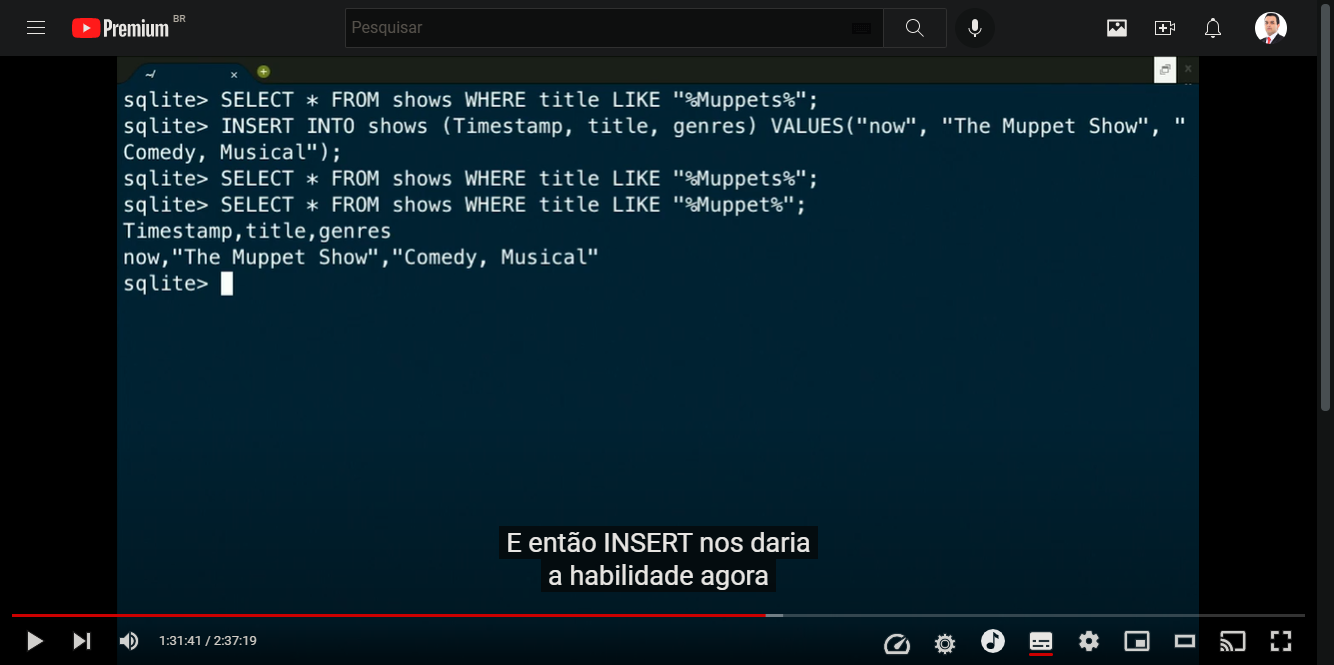 Premium BR
Pesquisar
sqlite> SELECT * FROM shows WHERE title LIKE "%Muppets%";
sqlite> INSERT INTO shows (Timestamp, title, genres) VALUES("now", "The Muppet Show", "
Comedy, Musical");
sqlite> SELECT * FROM shows WHERE title LIKE "%Muppets%";
sqlite> SELECT * FROM shows WHERE title LIKE "%Muppet%";
Timestamp,title,genres
now,"The Muppet Show","Comedy, Musical"
sqlite>
E então INSERT nos daria
a habilidade agora
1:31:41 / 2:37:19